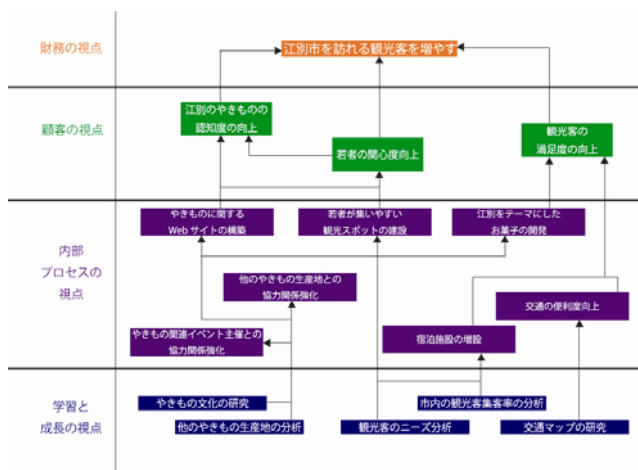 財務の視点
江別市を訪れる観光客を増やす
顧客の視点
江別のやきものの
認知度の向上
若者の関心度向上
観光客の
満足度の向上
内部
プロセスの
視点
やきものに関する
Webサイトの構築
若者が集いやすい
観光スポットの建設
江別をテーマにした
お菓子の開発
他のやきもの生産地との
協力関係強化
交通の便利度向上
やきもの関連イベント主催との
協力関係強化
宿泊施設の増設
学習と
成長の視点
やきもの文化の研究
市内の観光客集客率の分析
他のやきもの生産地の分析
観光客のニーズ分析
交通マップの研究